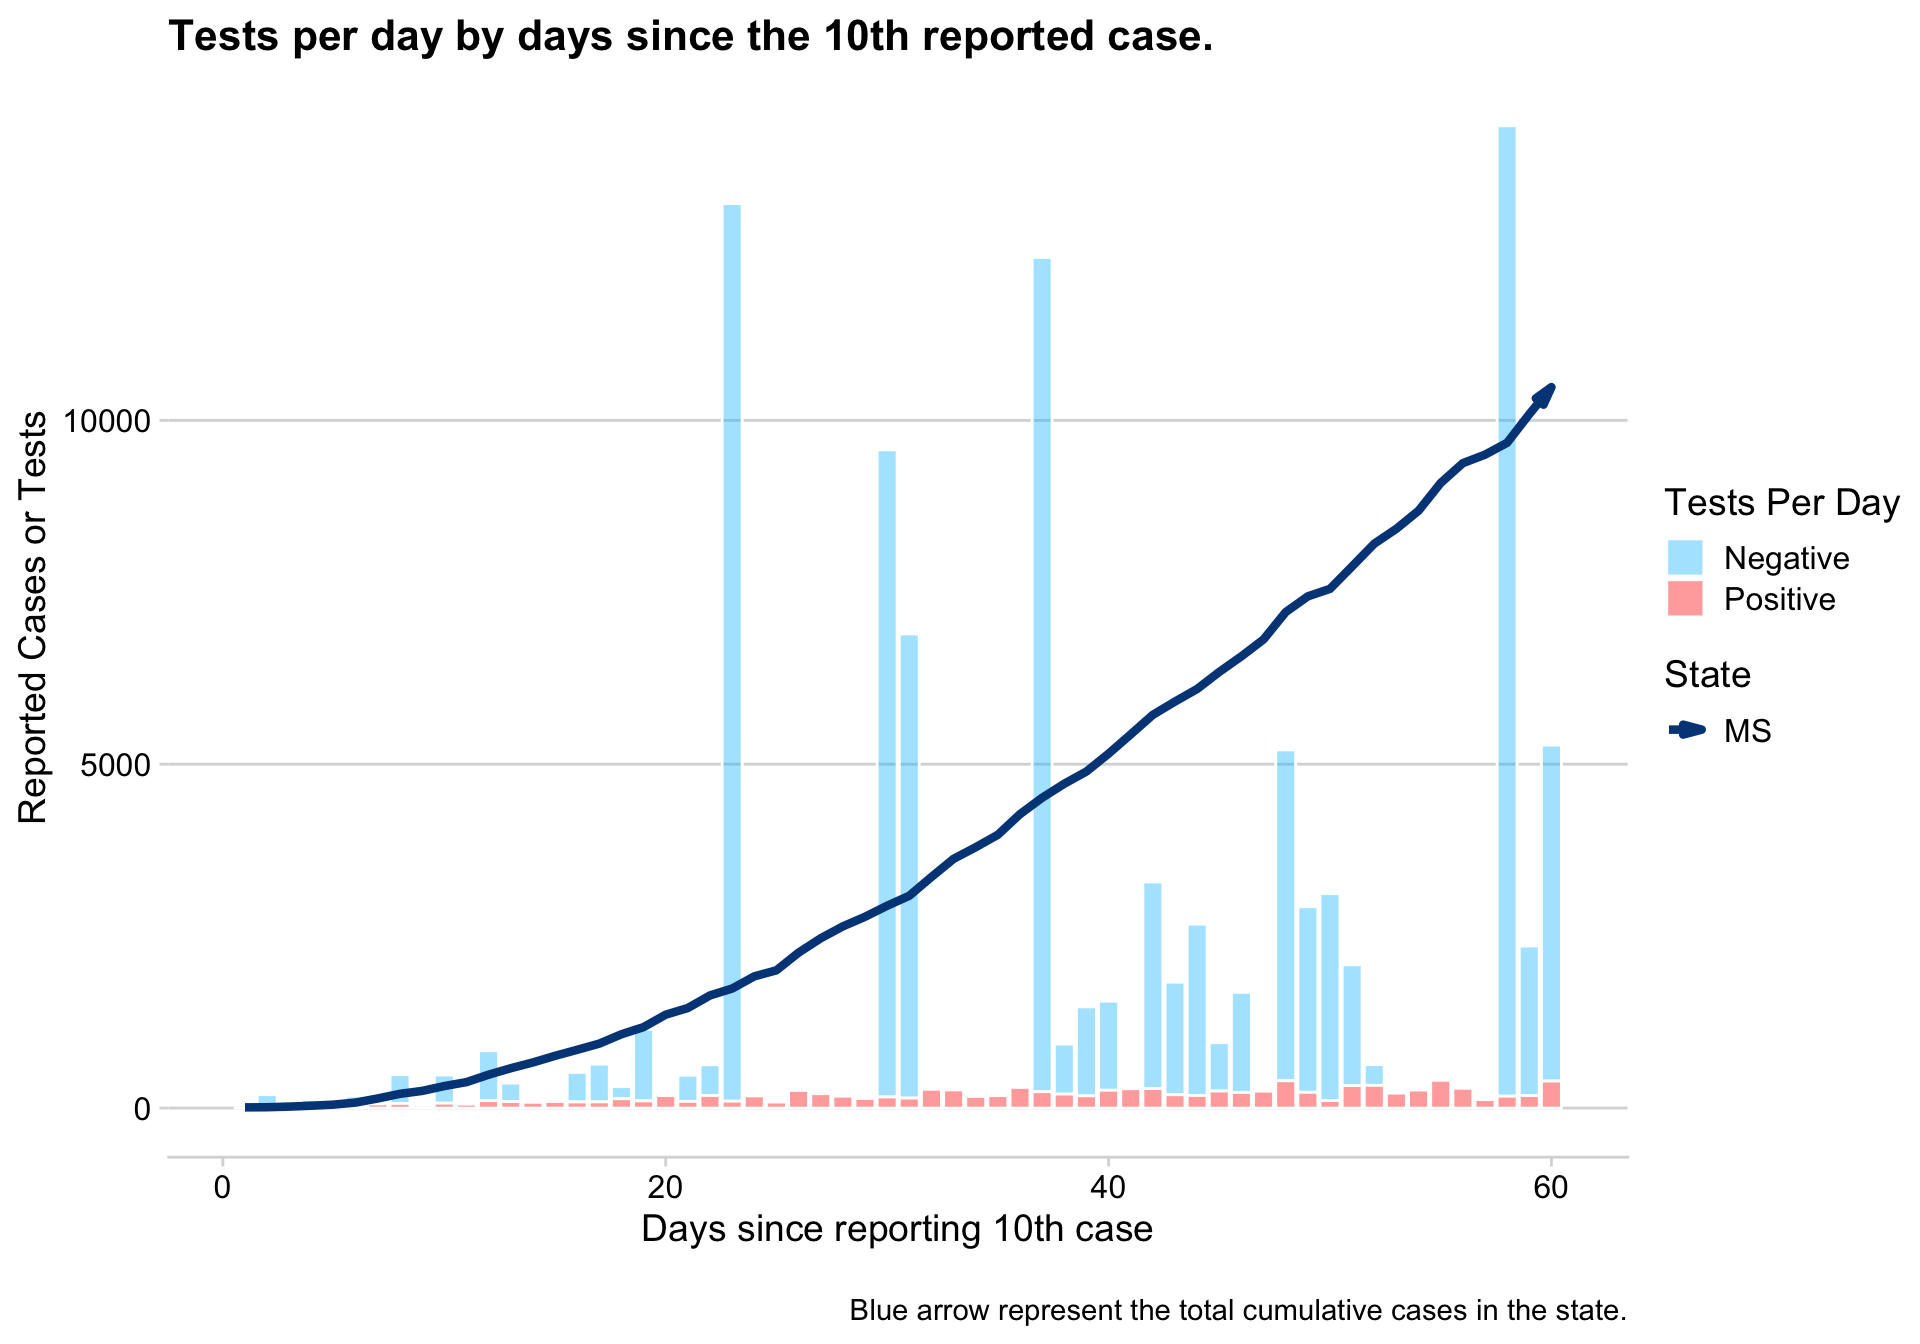 Tests per day by days since the 10th reported case.
Reported Cases or Tests
10000
5000
0
0
20
40
60
Days since reporting 10th case
Tests Per Day
Negative
Positive
State
MS
Blue arrow represent the total cumulative cases in the state.